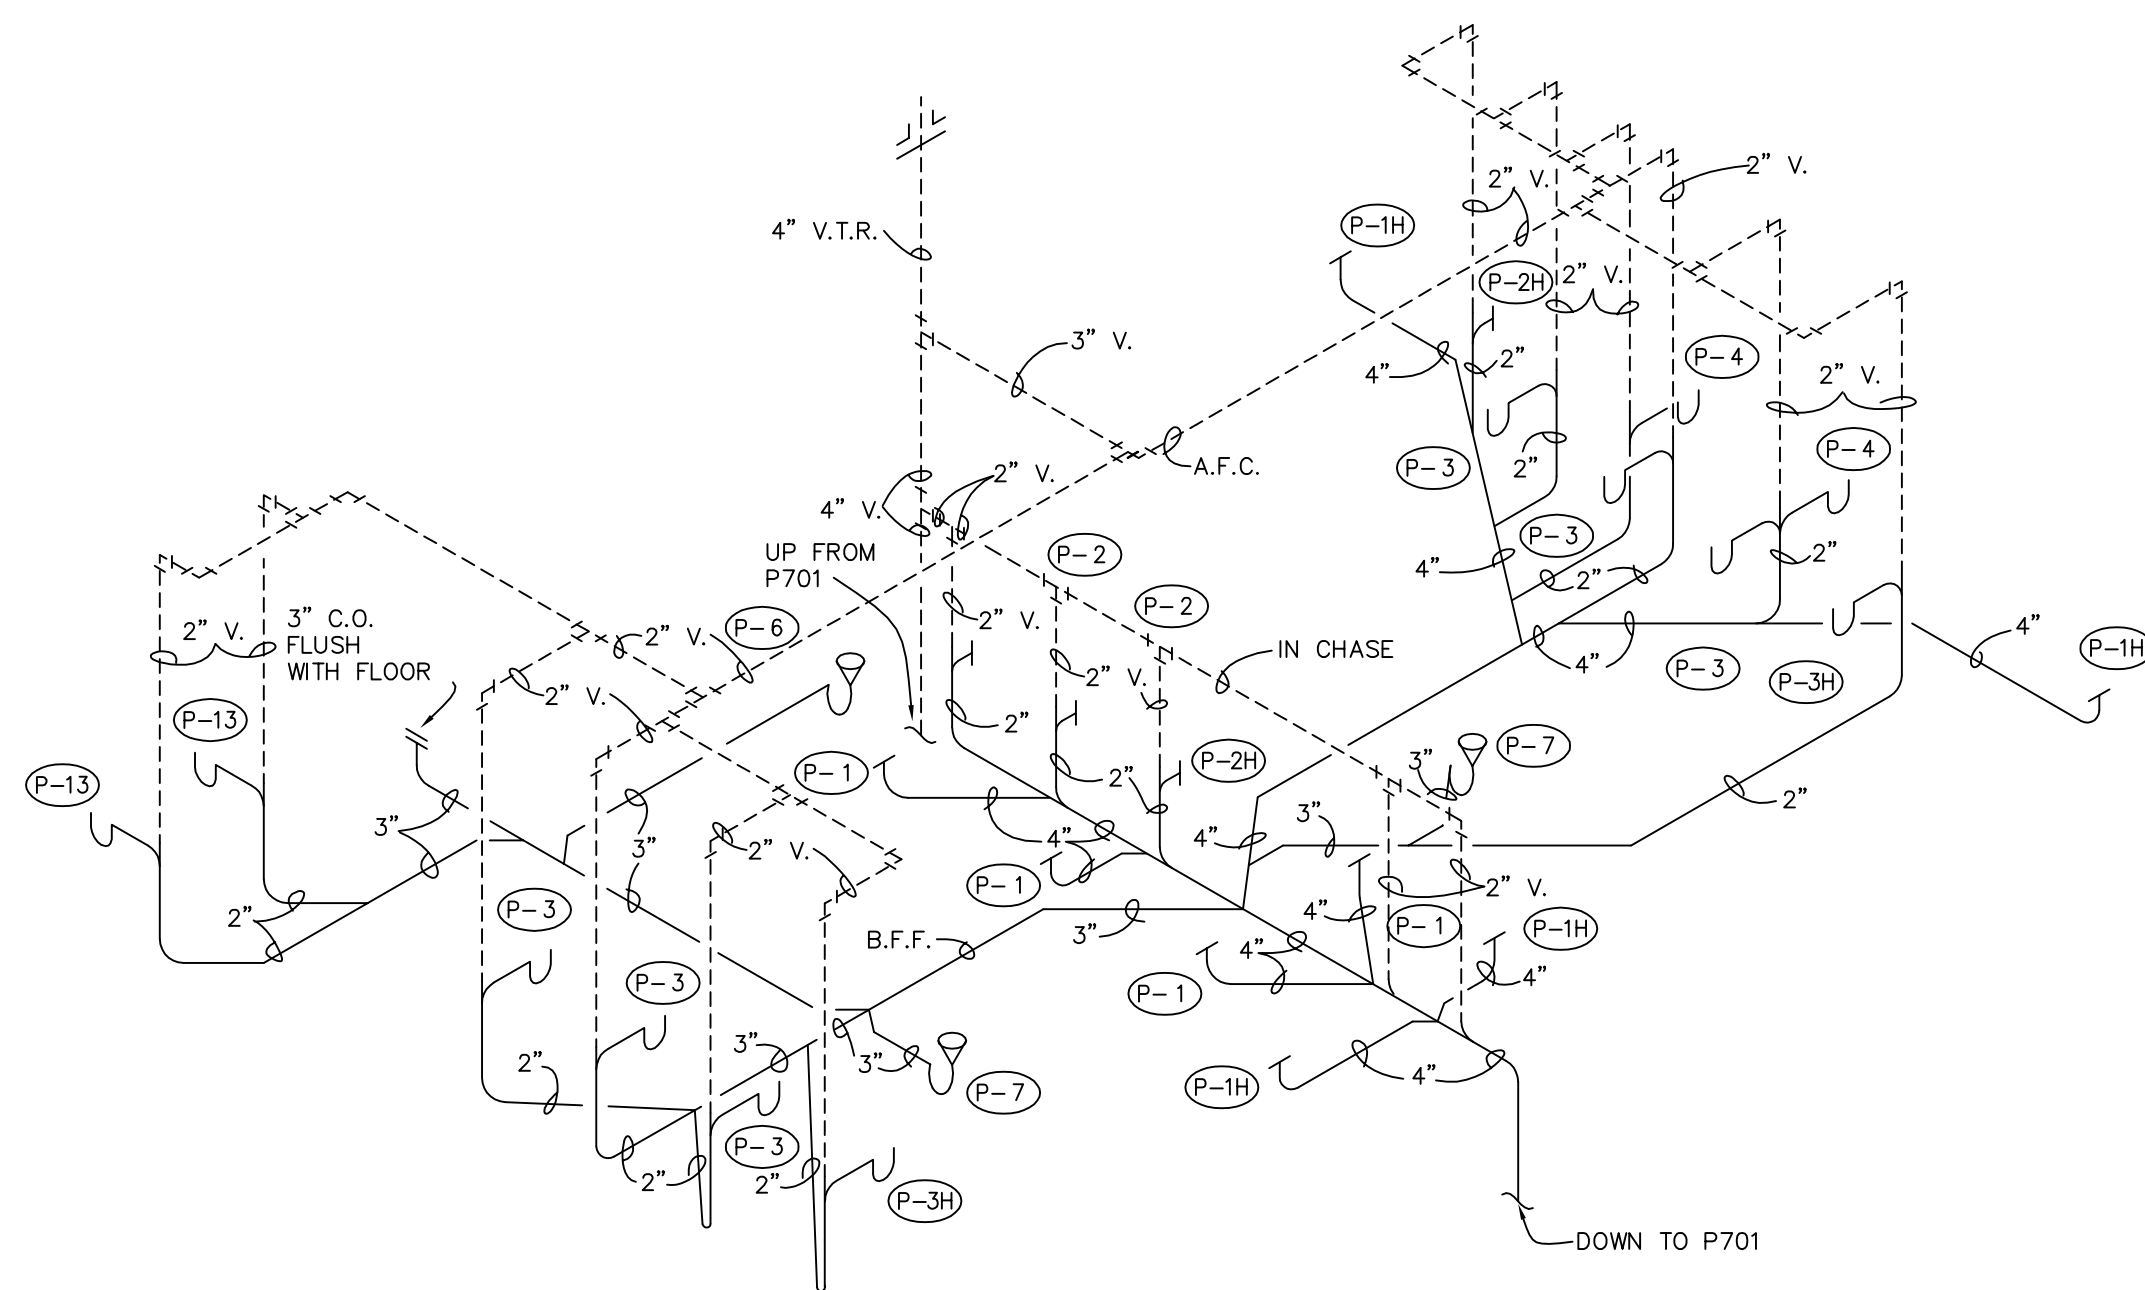 2” V.
4” V.T.R.
P-1H
2” V.
P-2H
2” V.
3” V.
P-4
4”
2”
2” V.
P-4
P-3
2”
A.F.C.
2” V.
4” V.
UP FROM
P701
P-2
P-3
4”
2”
2”
P-2
2” V.
P-6
2” V.
2” V.
3” C.O.
FLUSH
WITH FLOOR
4”
P-1H
IN CHASE
4”
P-3
P-3H
2” V.
2” V.
P-13
2”
P-1
P-2H
3”
P-7
P-13
2”
2”
3”
3”
4”
4”
3”
2” V.
P-1
2” V.
P-3
2”
4”
P-1
P-1H
3”
B.F.F.
4”
P-3
P-1
4”
3”
3”
2”
P-7
P-1H
4”
P-3
2”
2”
P-3H
DOWN TO P701